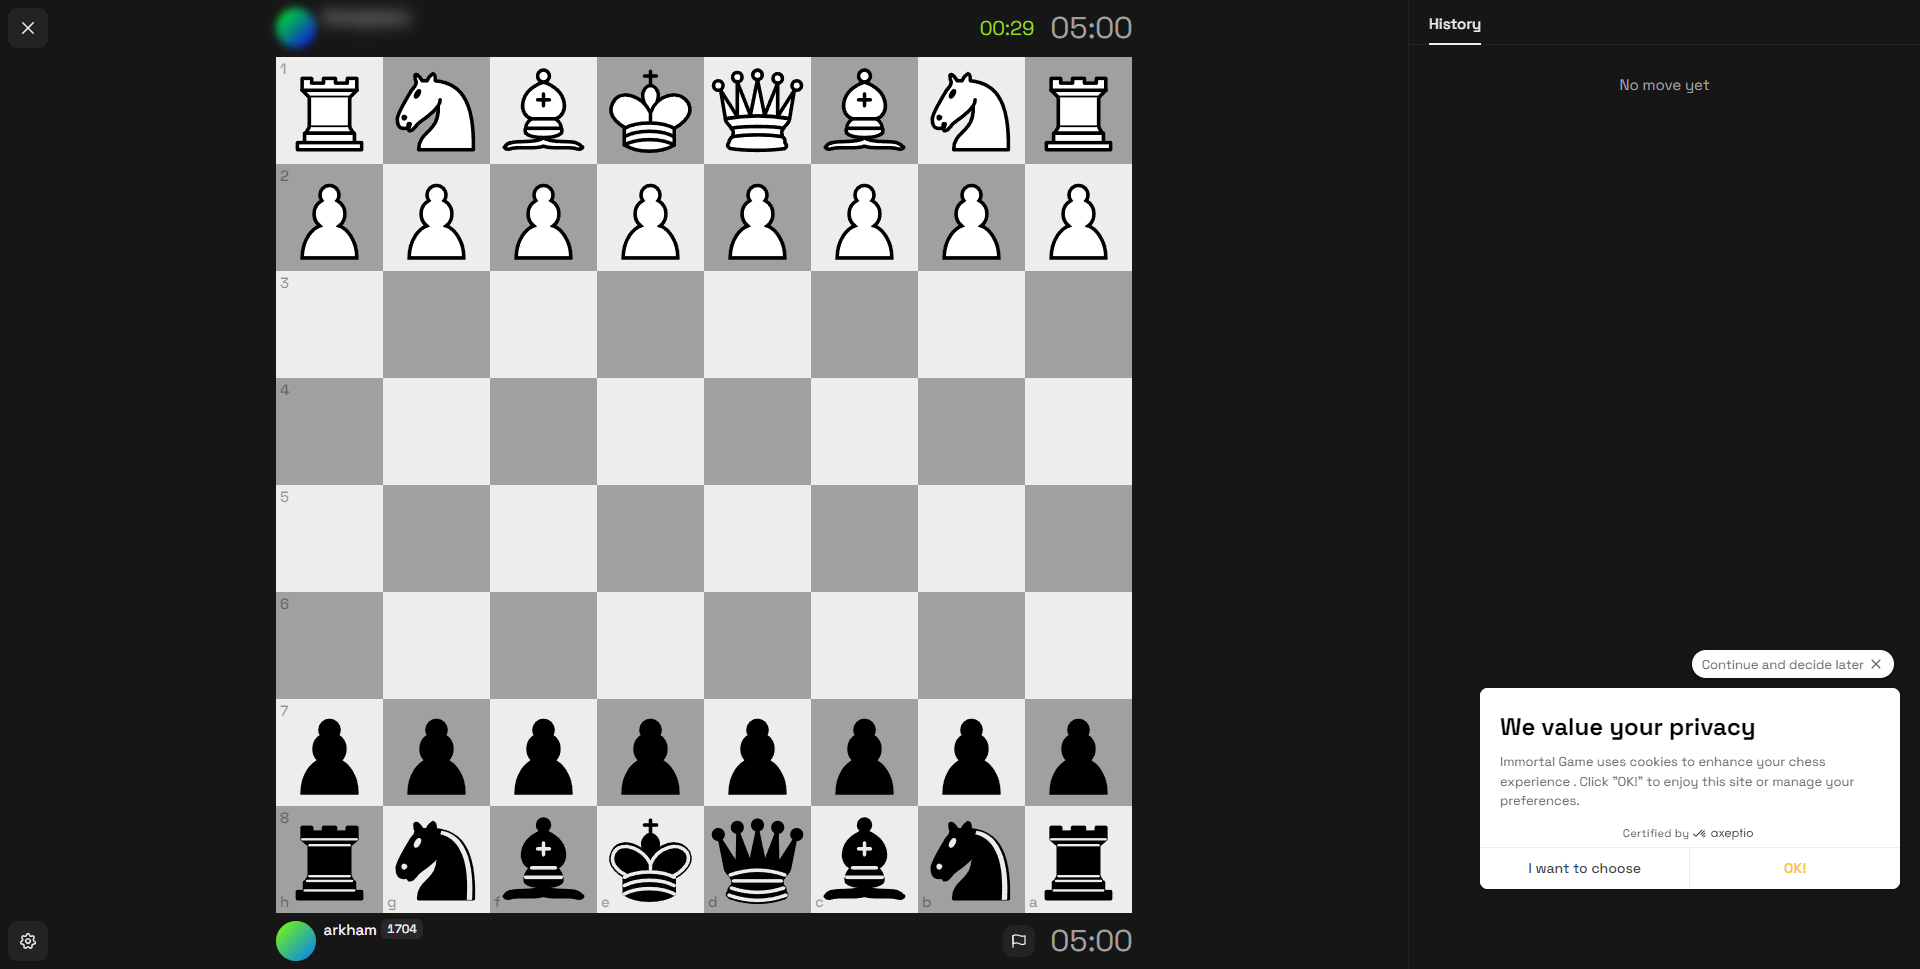 00:29 05:00
History
No move yet
1
2
3
4
5
6
7
8
h g f e d c b a
arkham 1704
05:00
Continue and decide later
We value your privacy
Immortal Game uses cookies to enhance your chess
experience . Click "OK!" to enjoy this site or manage your
preferences.
Certified by axeptio
I want to choose OK!